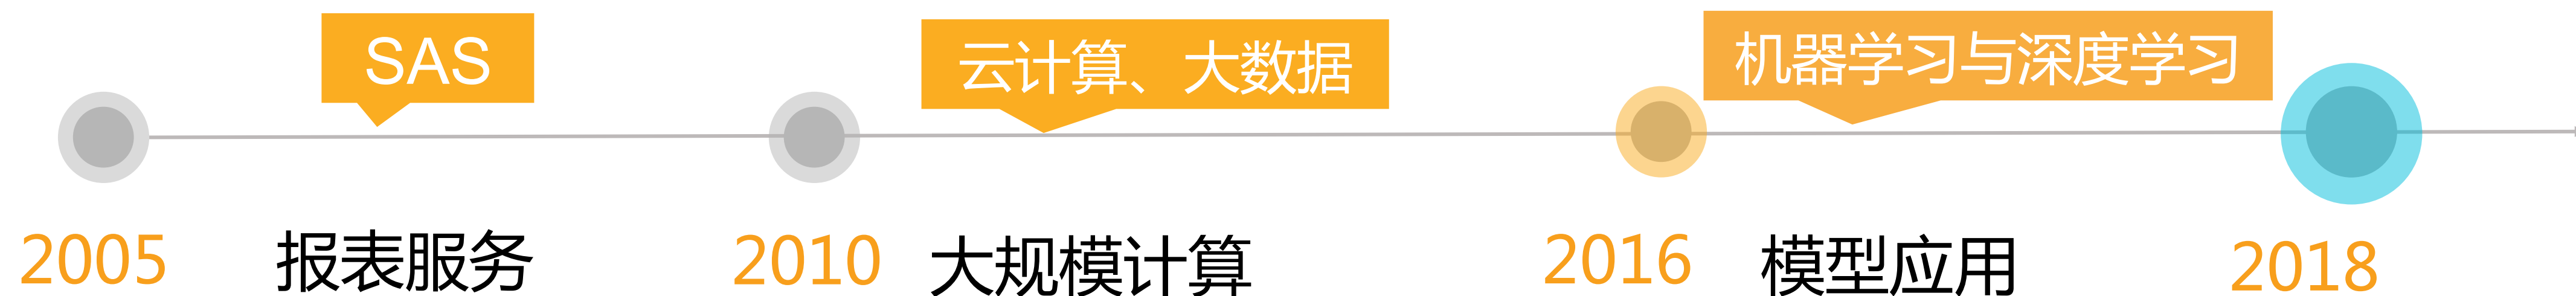 SAS
云计算、大数据
机器学习与深度学习
2005
报表服务
2010
大规模计算
2016
模型应用
2018